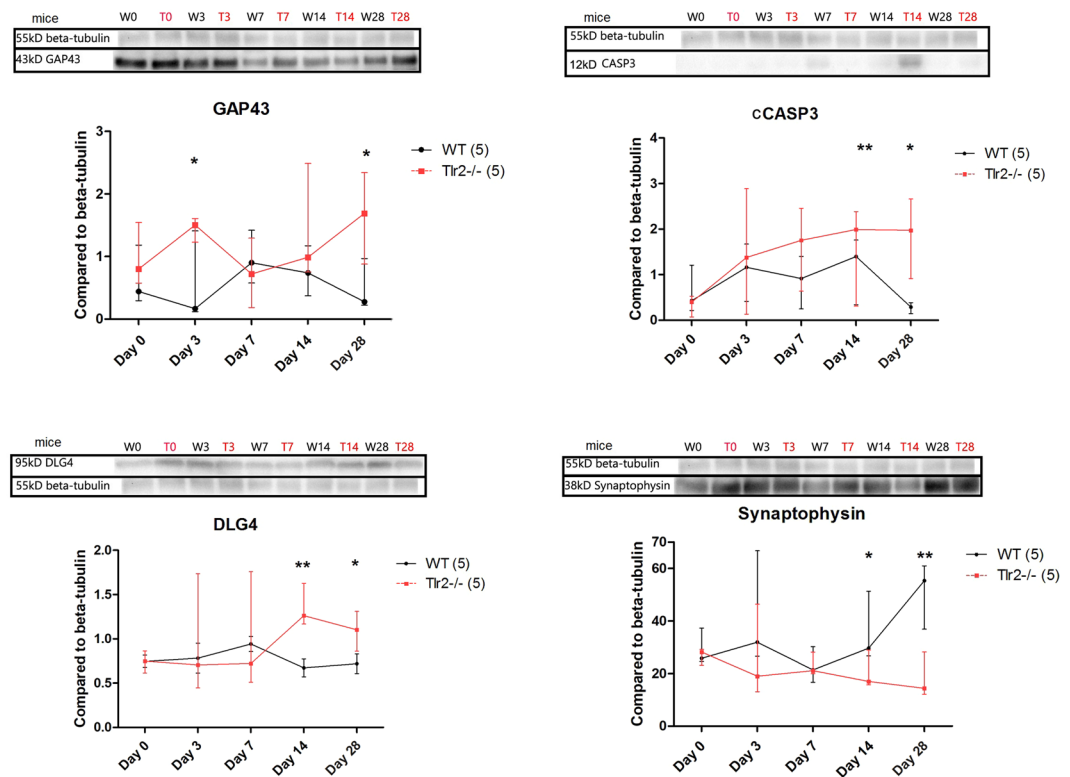 mice W0 T0 W3 T3 W7 T7 W14 T14 W28 T28
55kD beta-tubulin
43kD GAP43
GAP43
Compared to beta-tubulin
3
2
1
0
Day 0 Day 3 Day 7 Day 14 Day 28
* *
WT (5)
Tlr2-/- (5)
mice W0 T0 W3 T3 W7 T7 W14 T14 W28 T28
55kD beta-tubulin
12kD CASP3
cCASP3
Compared to beta-tubulin
4
3
2
1
0
Day 0 Day 3 Day 7 Day 14 Day 28
** *
WT (5)
Tlr2-/- (5)
mice W0 T0 W3 T3 W7 T7 W14 T14 W28 T28
95kD DLG4
55kD beta-tubulin
DLG4
Compared to beta-tubulin
2.0
1.5
1.0
0.5
0.0
Day 0 Day 3 Day 7 Day 14 Day 28
** *
WT (5)
Tlr2-/- (5)
mice W0 T0 W3 T3 W7 T7 W14 T14 W28 T28
55kD beta-tubulin
38kD Synaptophysin
Synaptophysin
Compared to beta-tubulin
70
60
40
20
0
Day 0 Day 3 Day 7 Day 14 Day 28
* **
WT (5)
Tlr2-/- (5)